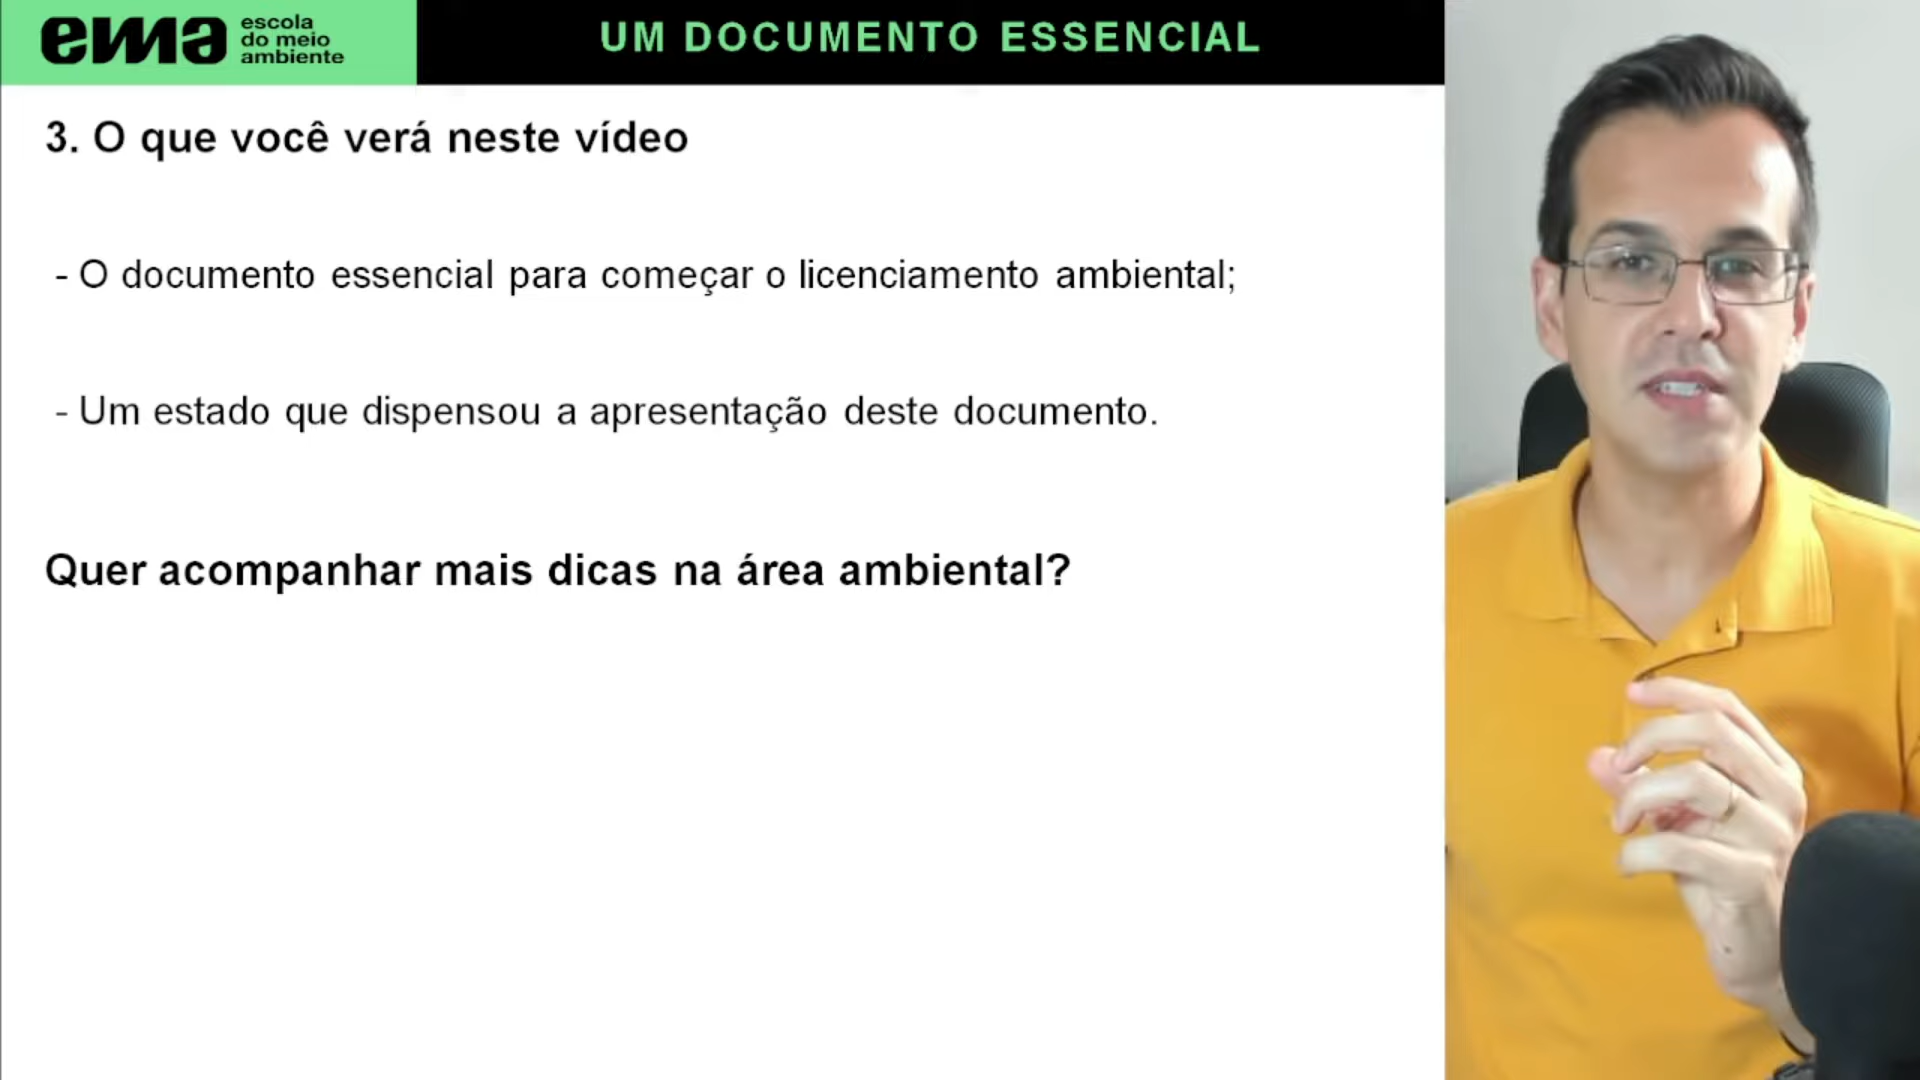 ema
escola
do meio
ambiente
UM DOCUMENTO ESSENCIAL
3. O que você verá neste vídeo
- O documento essencial para começar o licenciamento ambiental;
- Um estado que dispensou a apresentação deste documento.
Quer acompanhar mais dicas na área ambiental?